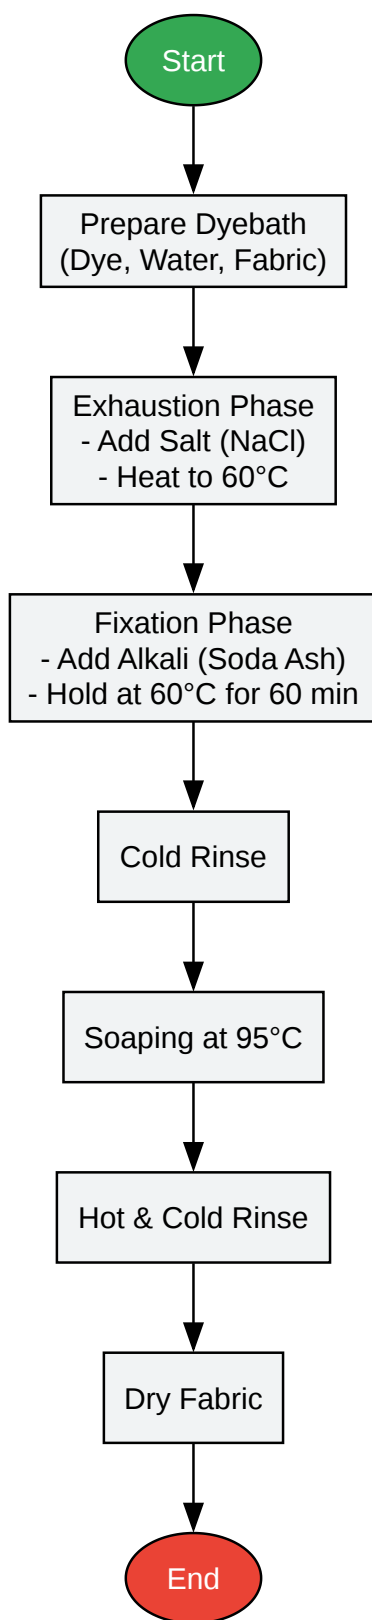 Start
Prepare Dyebath
(Dye, Water, Fabric)
Exhaustion Phase
- Add Salt (NaCl)
- Heat to 60°C
Fixation Phase
- Add Alkali (Soda Ash)
- Hold at 60°C for 60 min
Cold Rinse
Soaping at 95°C
Hot & Cold Rinse
Dry Fabric
End